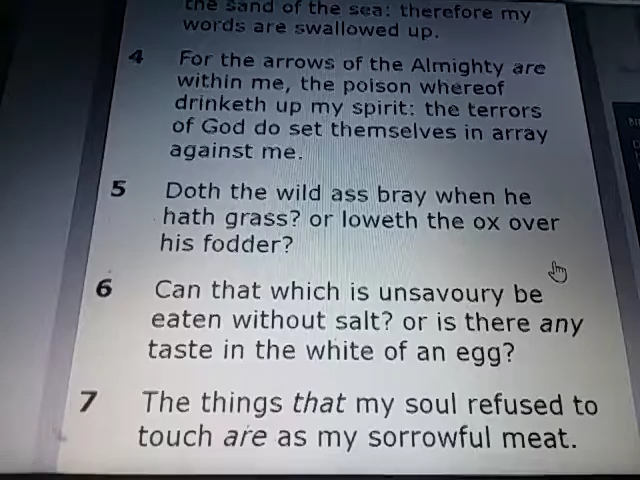 the sand of the sea: therefore my
words are swallowed up.
4 For the arrows of the Almighty are
within me, the poison whereof
drinketh up my spirit: the terrors
of God do set themselves in array
against me.
5 Doth the wild ass bray when he
hath grass? or loweth the ox over
his fodder?
6 Can that which is unsavoury be
eaten without salt? or is there any
taste in the white of an egg?
7 The things that my soul refused to
touch are as my sorrowful meat.